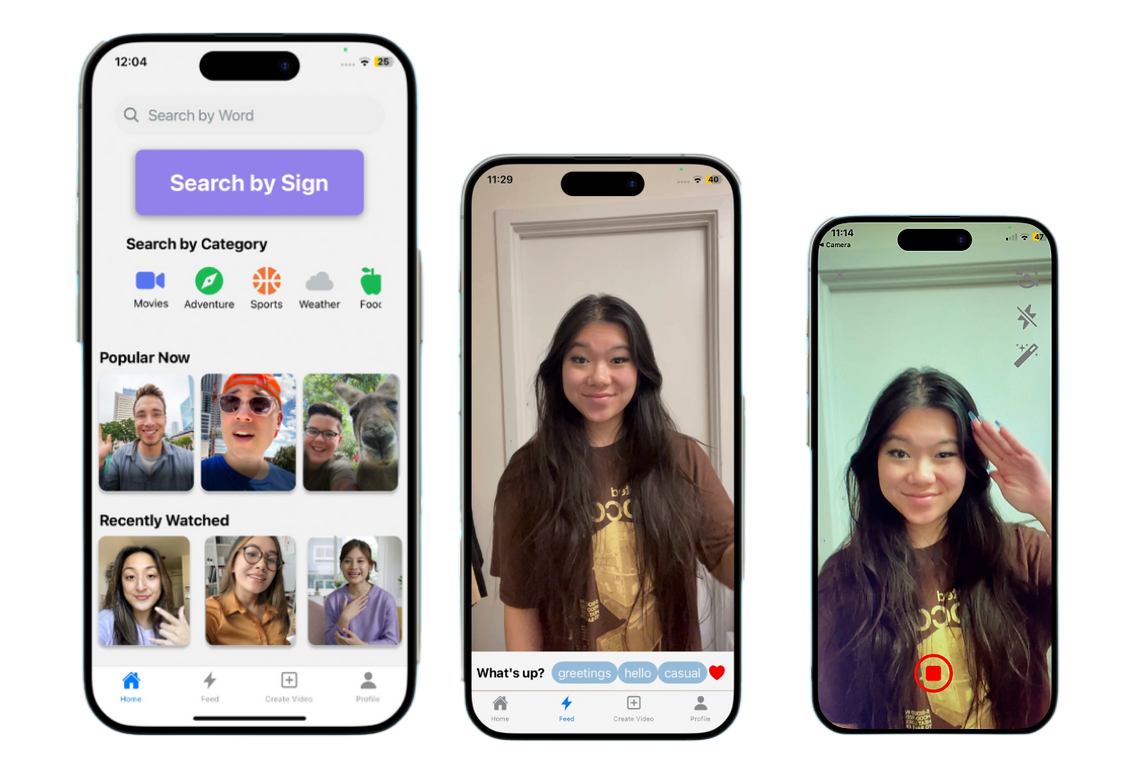 12:04
25
Search by Word
Search by Sign
Search by Category
Movies Adventure Sports Weather Food
Popular Now
Recently Watched
Home Feed Create Video Profile
11:29
40
What's up? greetings hello casual
Home Feed Create Video Profile
11:14
47
◀ Camera